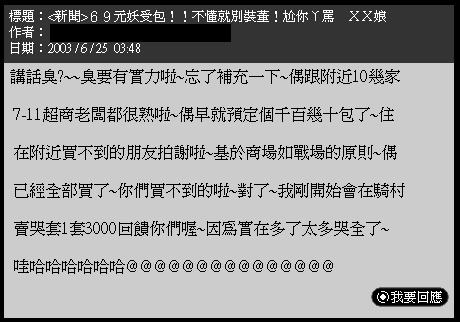 標題：<新聞>６９元妖受包！！不懂就別裝董！尬你ㄚ罵　ＸＸ娘
作者：
日期：2003/6/25 03:48
講話臭?~~臭要有實力啦~忘了補充一下~偶跟附近10幾家
7-11超商老闆都很熟啦~偶早就預定個千百幾十包了~住
在附近買不到的朋友拍謝啦~基於商場如戰場的原則~偶
已經全部買了~你們買不到的啦~對了~我剛開始會在騎村
賣哭套1套3000回饋你們喔~因為實在多了太多哭全了~
哇哈哈哈哈哈哈@@@@@@@@@@@@@@@
我要回應